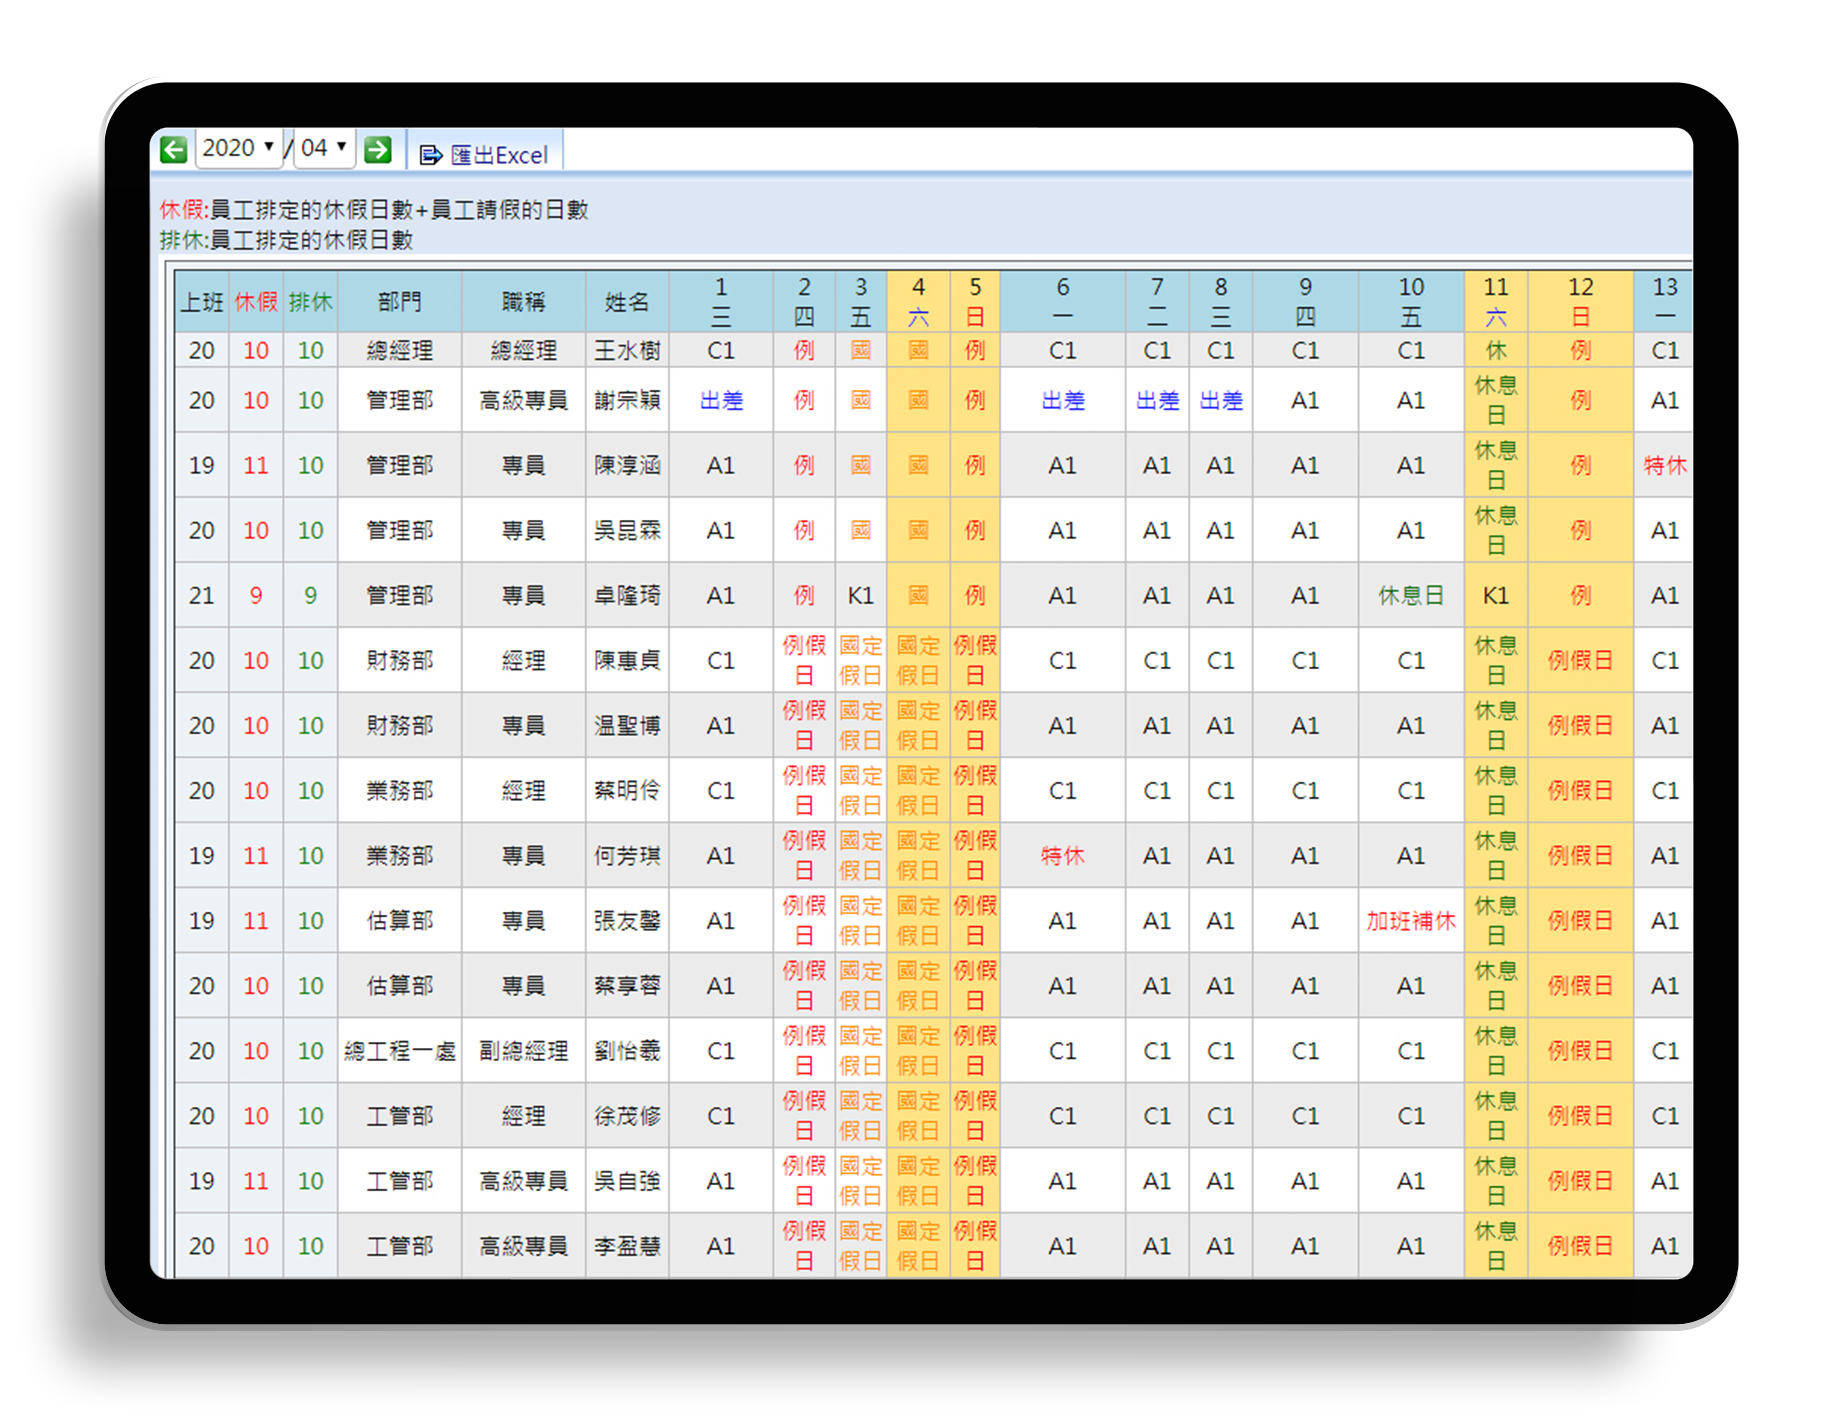 2020 / 04 匯出Excel
休假:員工排定的休假日數+員工請假的日數
排休:員工排定的休假日數
上班 休假 排休 部門 職稱 姓名 1 三 2 四 3 五 4 六 5 日 6 一 7 二 8 三 9 四 10 五 11 六 12 日 13 一
20 10 10 總經理 總經理 王水樹 C1 例 國 國 例 C1 C1 C1 C1 C1 休 例 C1
20 10 10 管理部 高級專員 謝宗穎 出差 例 國 國 例 出差 出差 出差 A1 A1 休息日 例 A1
19 11 10 管理部 專員 陳淳涵 A1 例 國 國 例 A1 A1 A1 A1 A1 休息日 例 特休
20 10 10 管理部 專員 吳昆霖 A1 例 國 國 例 A1 A1 A1 A1 A1 休息日 例 A1
21 9 9 管理部 專員 卓隆琦 A1 例 K1 國 例 A1 A1 A1 A1 休息日 K1 例 A1
20 10 10 財務部 經理 陳惠貞 C1 例假日 國定假日 國定假日 例假日 C1 C1 C1 C1 C1 休息日 例假日 C1
20 10 10 財務部 專員 温聖博 A1 例假日 國定假日 國定假日 例假日 A1 A1 A1 A1 A1 休息日 例假日 A1
20 10 10 業務部 經理 蔡明伶 C1 例假日 國定假日 國定假日 例假日 C1 C1 C1 C1 C1 休息日 例假日 C1
19 11 10 業務部 專員 何芳琪 A1 例假日 國定假日 國定假日 例假日 特休 A1 A1 A1 A1 休息日 例假日 A1
19 11 10 估算部 專員 張友馨 A1 例假日 國定假日 國定假日 例假日 A1 A1 A1 A1 加班補休 休息日 例假日 A1
20 10 10 估算部 專員 蔡享蓉 A1 例假日 國定假日 國定假日 例假日 A1 A1 A1 A1 A1 休息日 例假日 A1
20 10 10 總工程一處 副總經理 劉怡羲 C1 例假日 國定假日 國定假日 例假日 C1 C1 C1 C1 C1 休息日 例假日 C1
20 10 10 工管部 經理 徐茂修 C1 例假日 國定假日 國定假日 例假日 C1 C1 C1 C1 C1 休息日 例假日 C1
19 11 10 工管部 高級專員 吳自強 A1 例假日 國定假日 國定假日 例假日 A1 A1 A1 A1 A1 休息日 例假日 A1
20 10 10 工管部 高級專員 李盈慧 A1 例假日 國定假日 國定假日 例假日 A1 A1 A1 A1 A1 休息日 例假日 A1